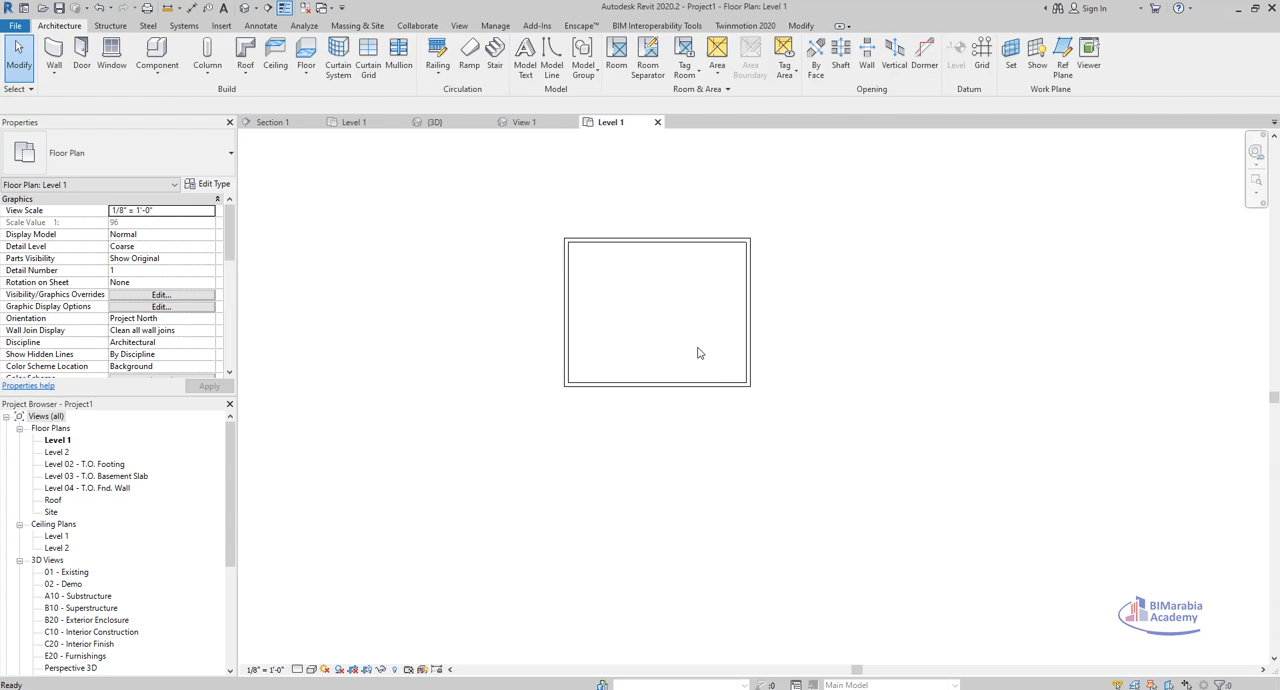 Autodesk Revit 2020.2 - Project1 - Floor Plan: Level 1
Sign In
File Architecture Structure Steel Systems Insert Annotate Analyze Massing & Site Collaborate View Manage Add-Ins Enscape™ BIM Interoperability Tools Twinmotion 2020 Modify
Modify Wall Door Window Component Column Roof Ceiling Floor Curtain System Curtain Grid Mullion Railing Ramp Stair Model Text Model Line Model Group Room Room Separator Tag Room Area Area Boundary Tag Area By Face Shaft Wall Vertical Dormer Level Grid Set Show Ref Plane Viewer
Select Build Circulation Model Room & Area Opening Datum Work Plane
Properties
Section 1 Level 1 {3D} View 1 Level 1
Floor Plan
Floor Plan: Level 1 Edit Type
Graphics
View Scale 1/8" = 1'-0"
Scale Value 1: 96
Display Model Normal
Detail Level Coarse
Parts Visibility Show Original
Detail Number 1
Rotation on Sheet None
Visibility/Graphics Overrides Edit...
Graphic Display Options Edit...
Orientation Project North
Wall Join Display Clean all wall joins
Discipline Architectural
Show Hidden Lines By Discipline
Color Scheme Location Background
Properties help Apply
Project Browser - Project1
Views (all)
Floor Plans
Level 1
Level 2
Level 02 - T.O. Footing
Level 03 - T.O. Basement Slab
Level 04 - T.O. Fnd. Wall
Roof
Site
Ceiling Plans
Level 1
Level 2
3D Views
01 - Existing
02 - Demo
A10 - Substructure
B10 - Superstructure
B20 - Exterior Enclosure
C10 - Interior Construction
C20 - Interior Finish
E20 - Furnishings
Perspective 3D
BIMarabia
Academy
1/8" = 1'-0"
Ready :0 Main Model :0